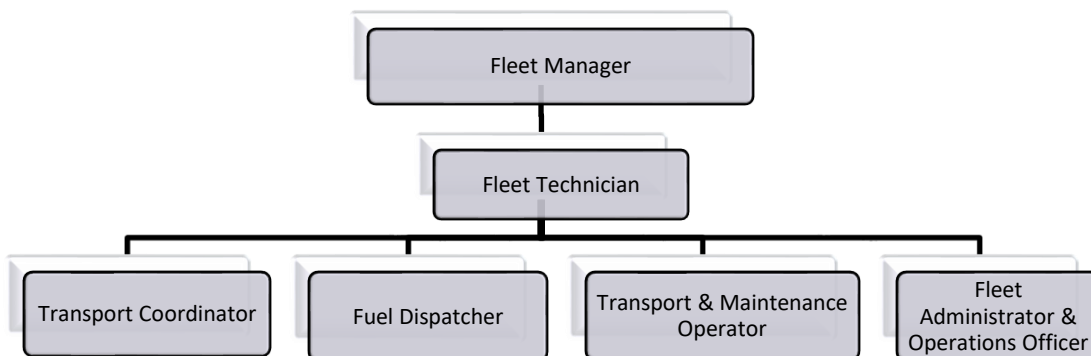 Fleet Manager
Fleet Technician
Transport Coordinator
Fuel Dispatcher
Transport & Maintenance
Operator
Fleet
Administrator &
Operations Officer